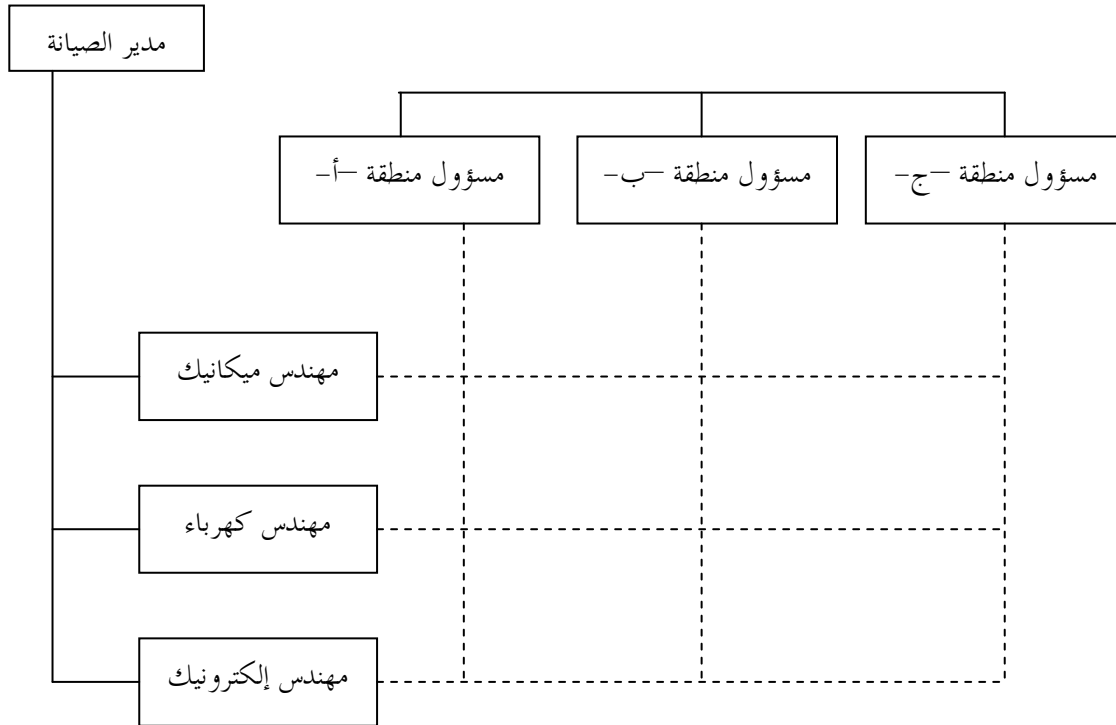 مدير الصيانة
مسؤول منطقة –أ-
مسؤول منطقة –ب-
مسؤول منطقة –ج-
مهندس ميكانيك
مهندس كهرباء
مهندس إلكترونيك